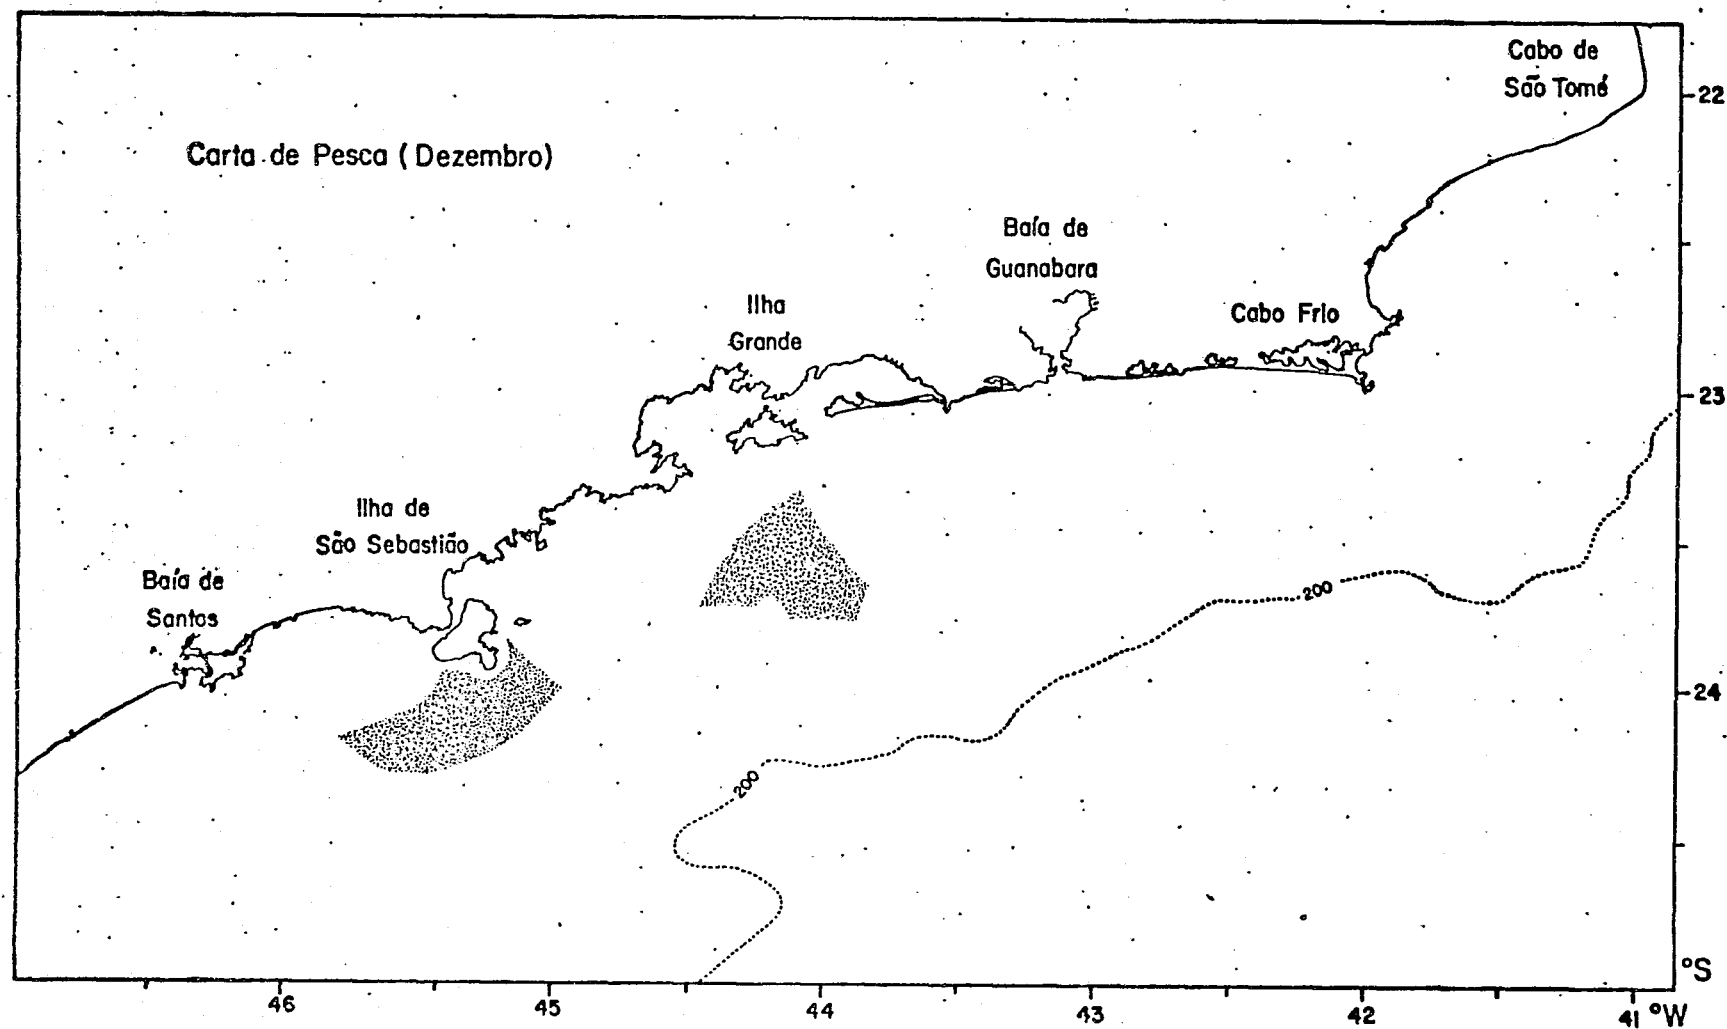 Cabo de
São Tomé
22
Carta de Pesca (Dezembro)
Baía de
Guanabara
Ilha
Grande
Cabo Frio
23
Ilha de
São Sebastião
Baía de
Santos
200
24
200
°S
46
45
44
43
42
41 °W